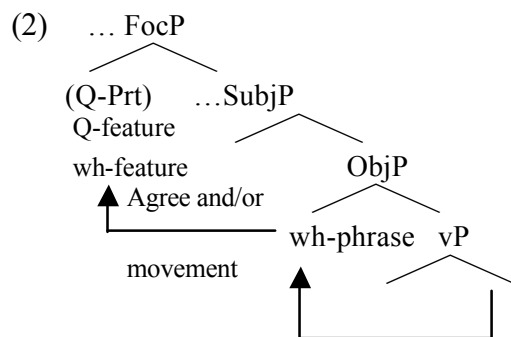 (2) … FocP
(Q-Prt) …SubjP
Q-feature
wh-feature ObjP
Agree and/or
wh-phrase vP
movement